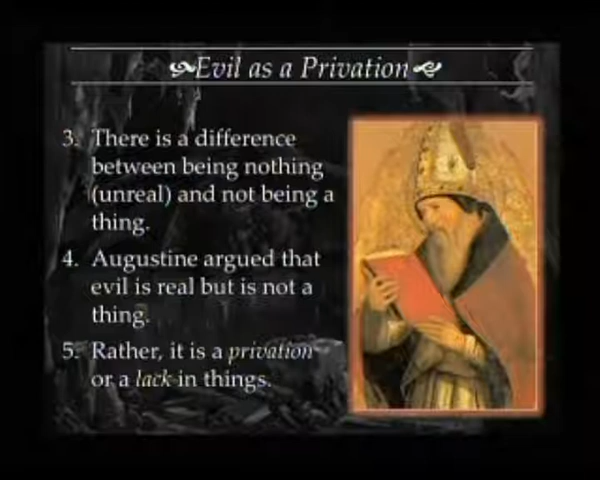 Evil as a Privation
3. There is a difference
between being nothing
(unreal) and not being a
thing.
4. Augustine argued that
evil is real but is not a
thing.
5. Rather, it is a privation
or a lack in things.